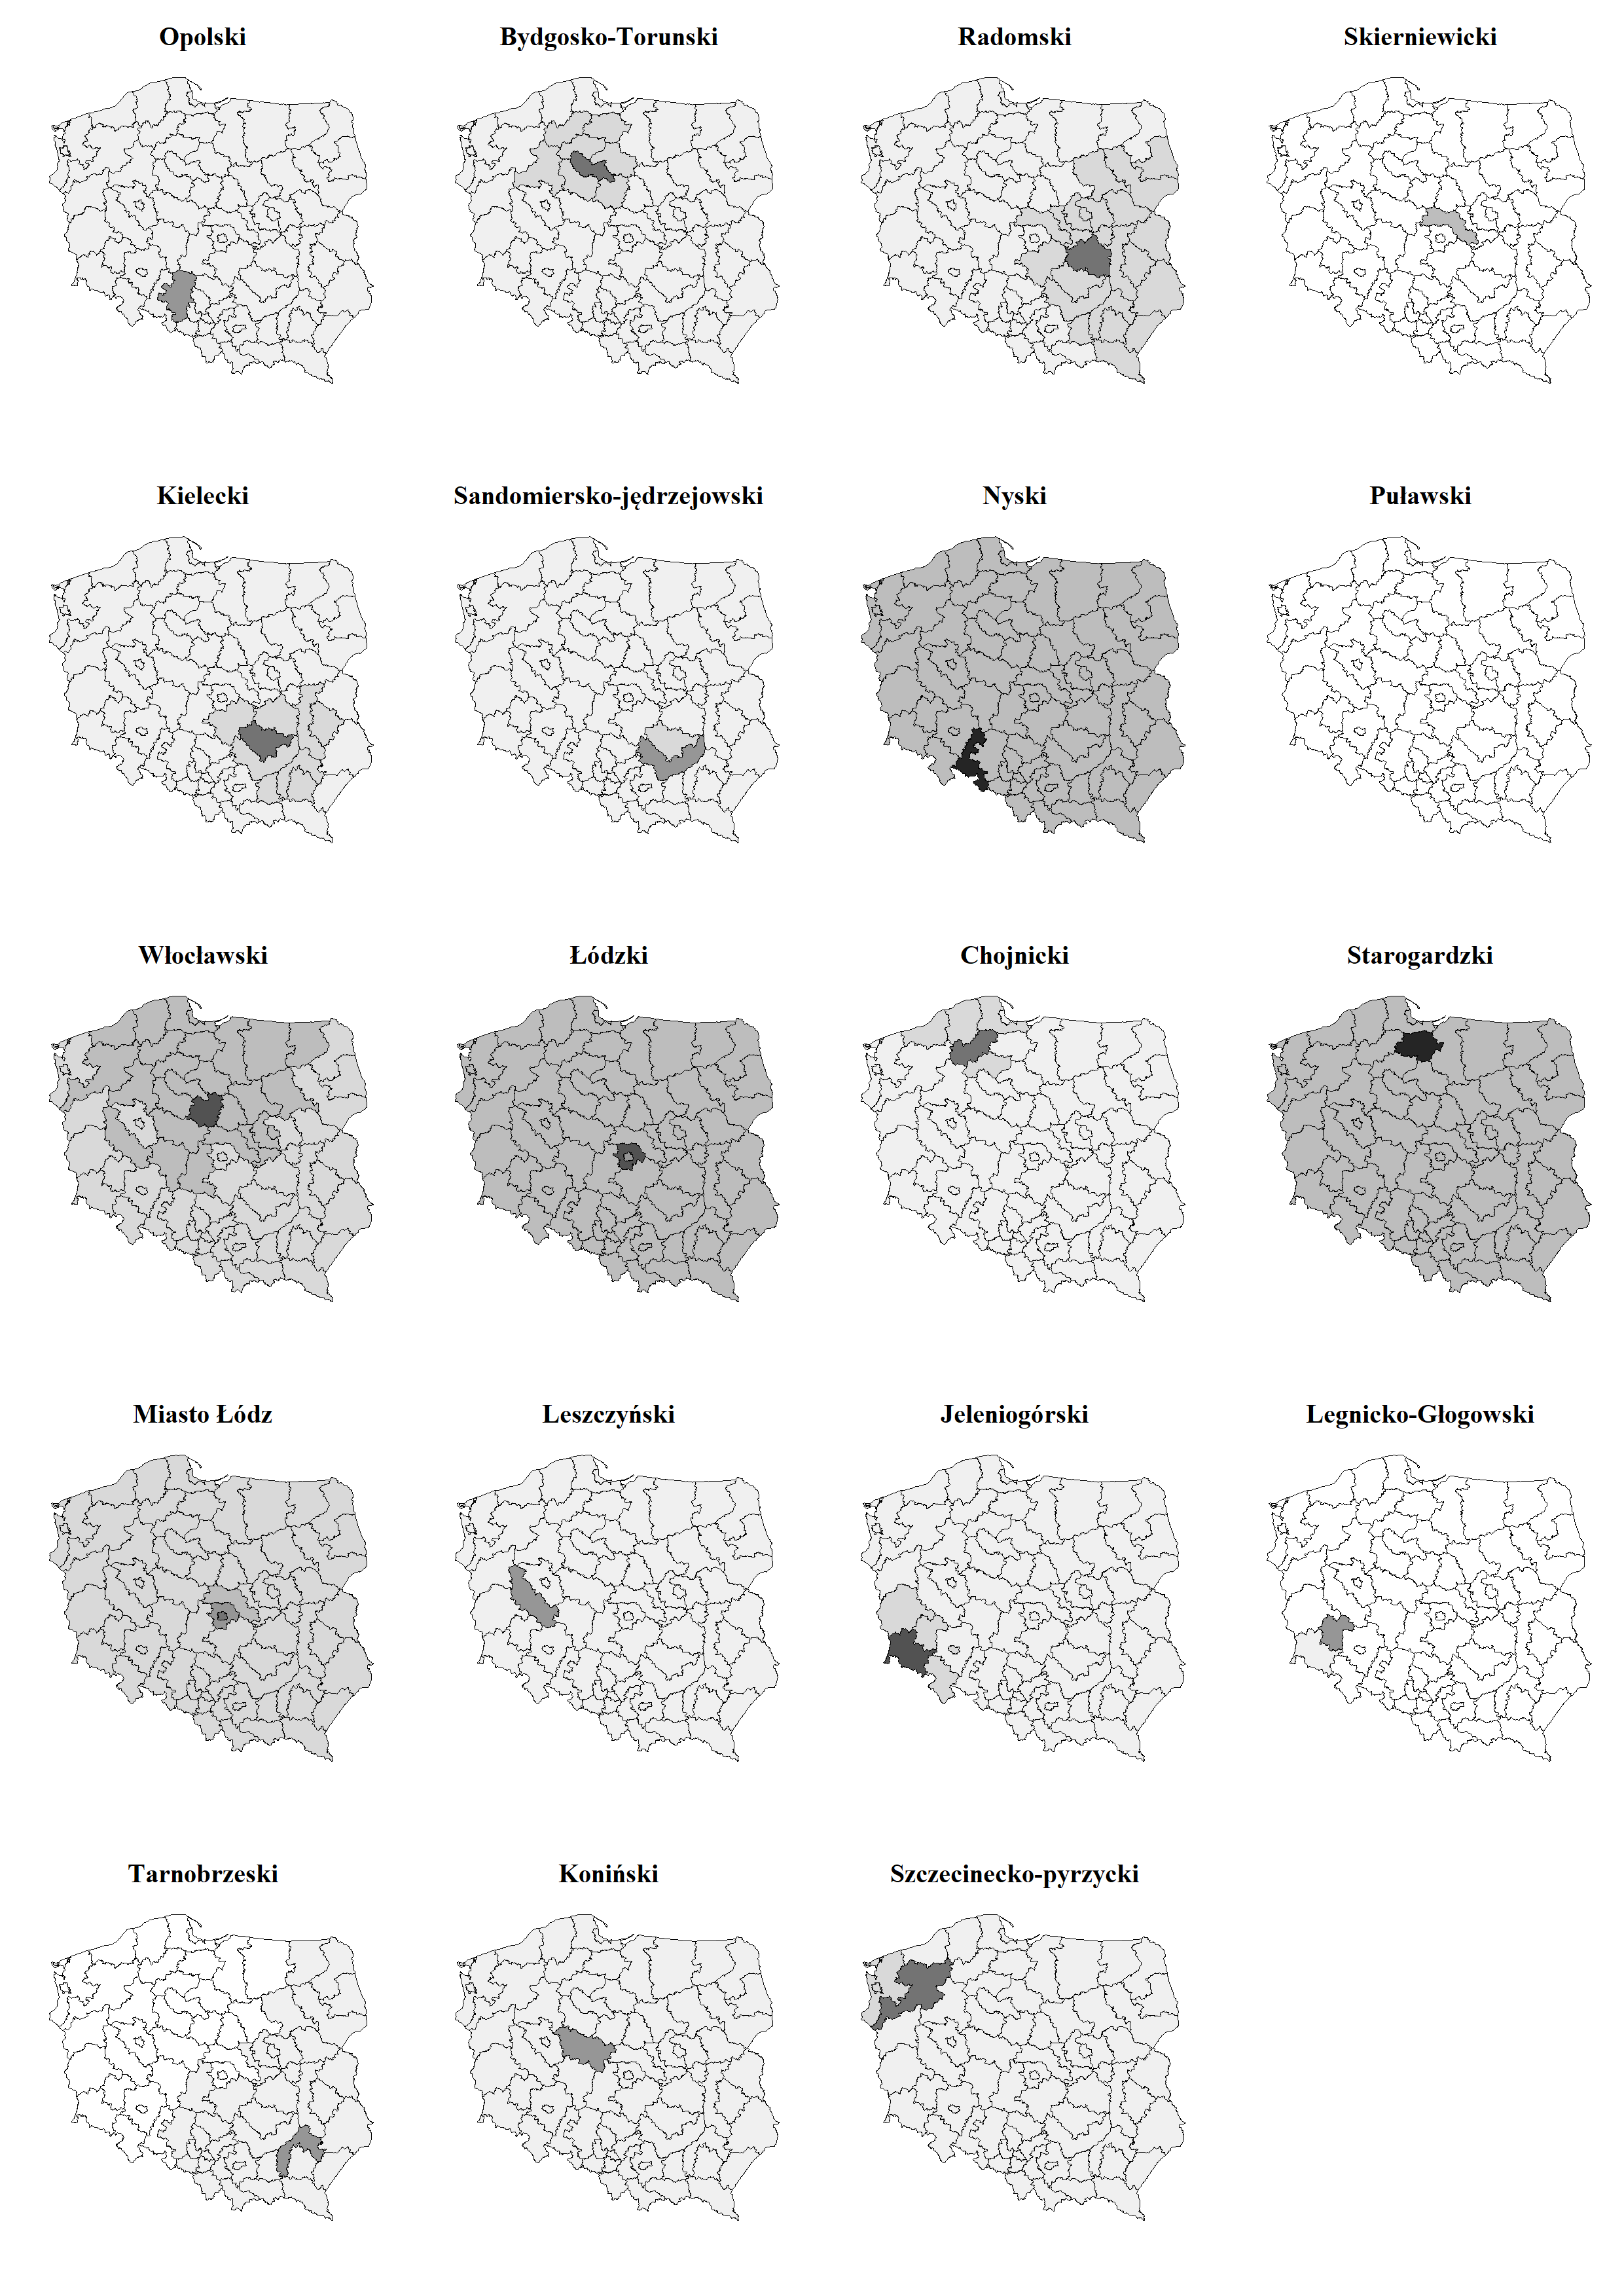 Opolski
Bydgosko-Torunski
Radomski
Skierniewicki
Kielecki
Sandomiersko-jędrzejowski
Nyski
Puławski
Włocławski
Łódzki
Chojnicki
Starogardzki
Miasto Łódz
Leszczyński
Jeleniogórski
Legnicko-Głogowski
Tarnobrzeski
Koniński
Szczecinecko-pyrzycki